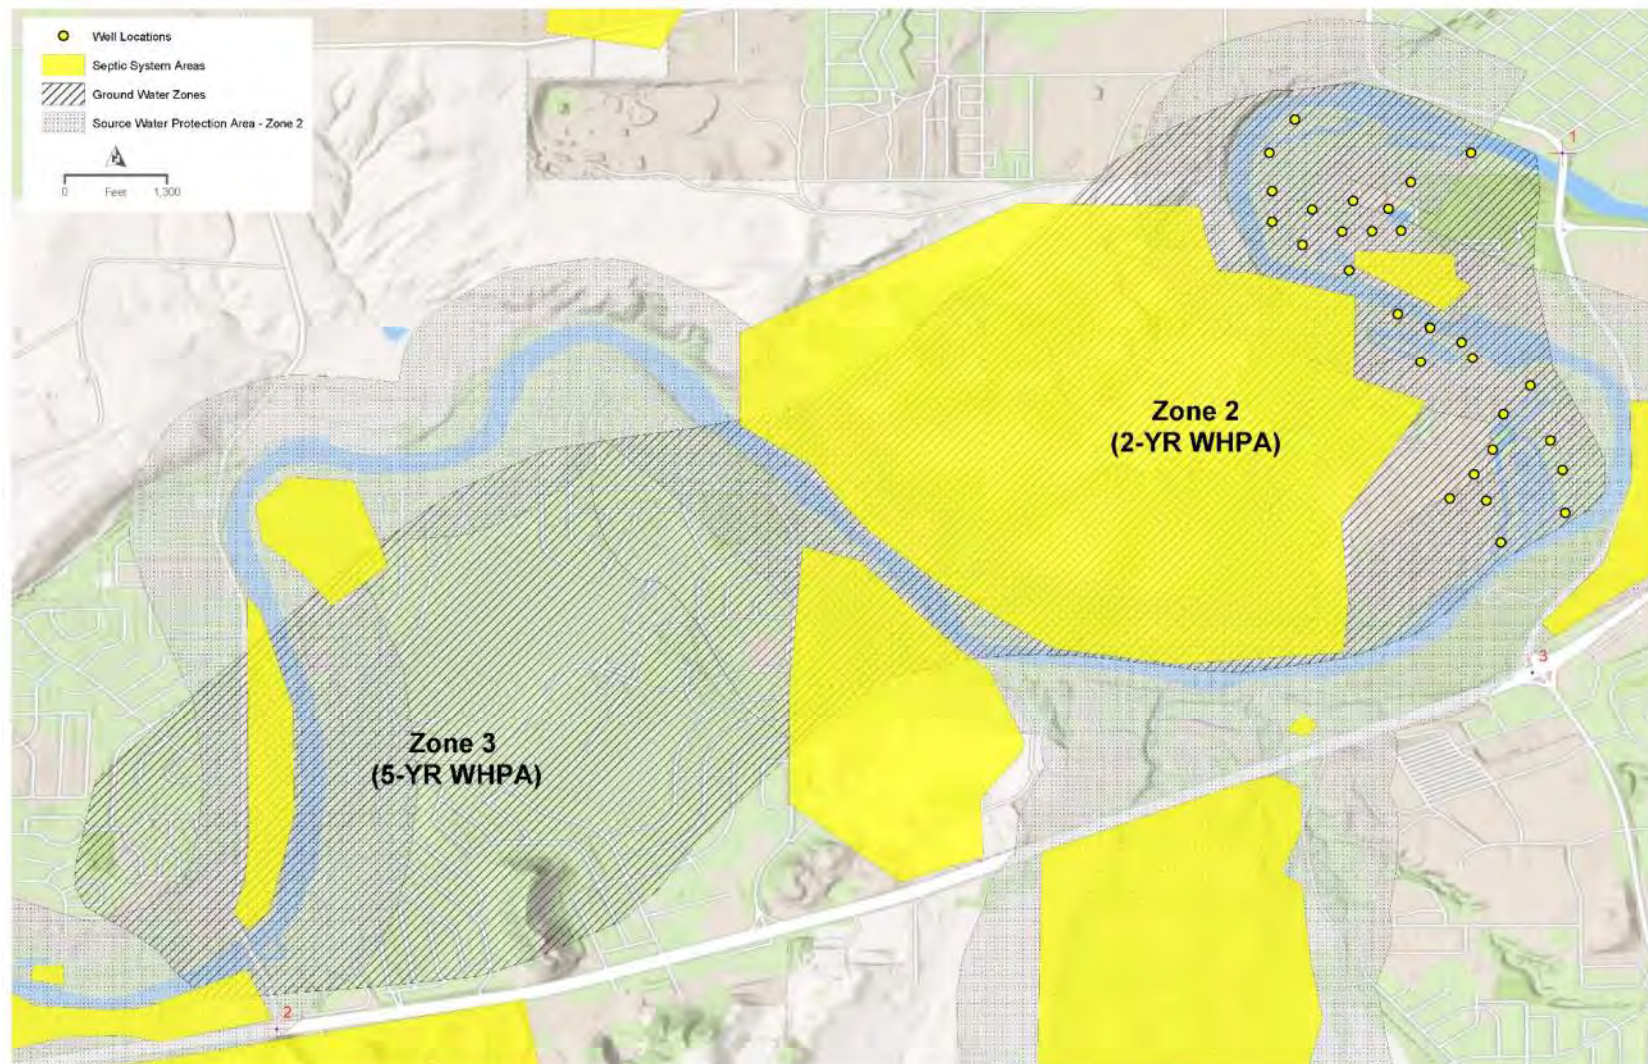 Well Locations
Septic System Areas
Ground Water Zones
Source Water Protection Area - Zone 2
N
0 Feet 1,300
1
Zone 2
(2-YR WHPA)
3
Zone 3
(5-YR WHPA)
2